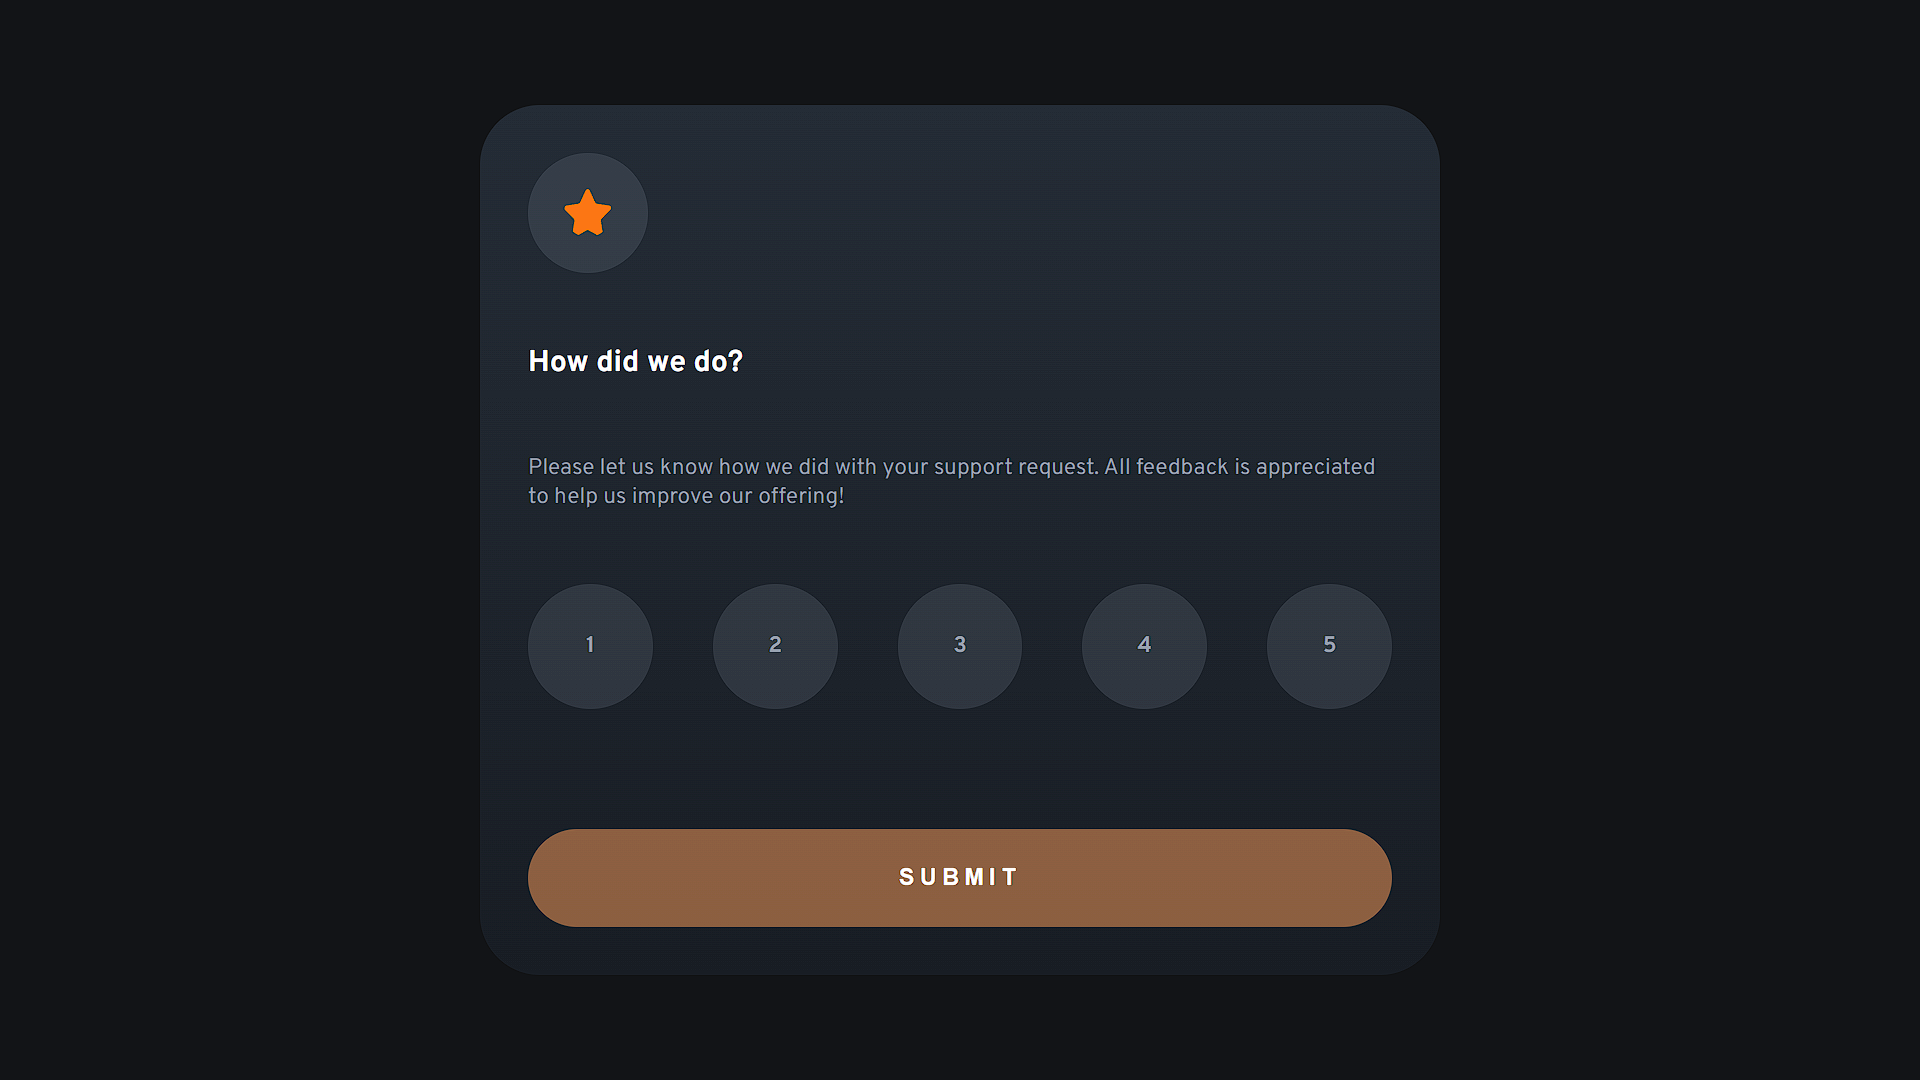 How did we do?
Please let us know how we did with your support request. All feedback is appreciated
to help us improve our offering!
1 2 3 4 5
SUBMIT